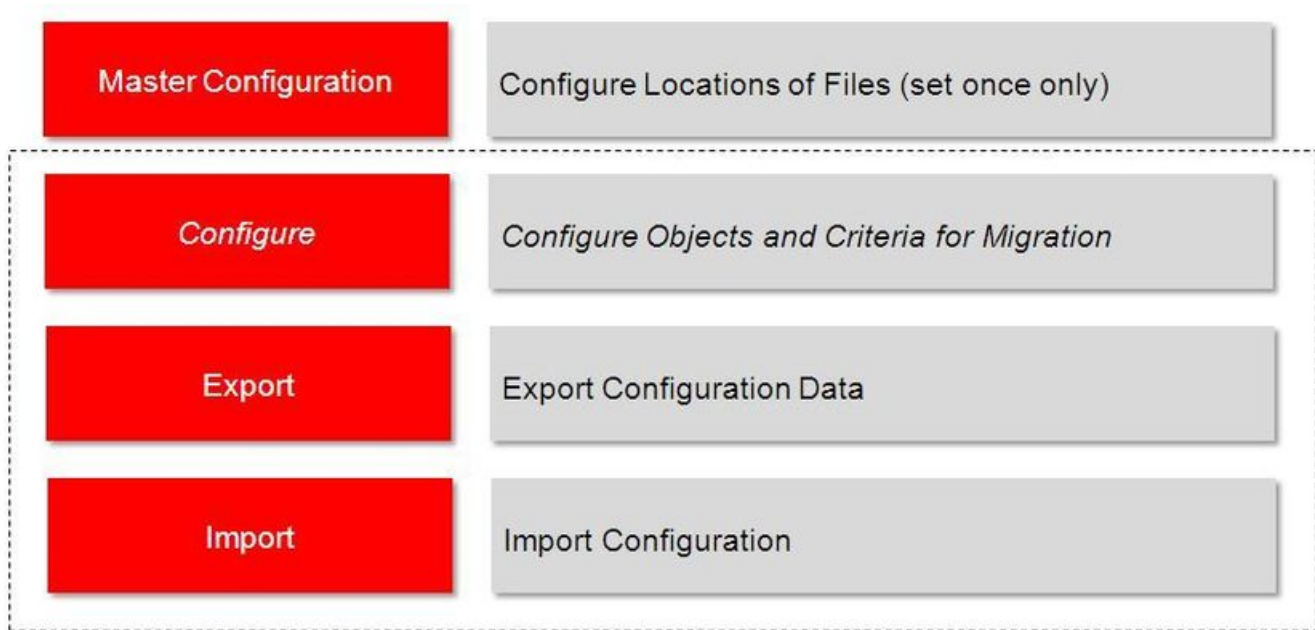 Master Configuration
Configure Locations of Files (set once only)
Configure
Configure Objects and Criteria for Migration
Export
Export Configuration Data
Import
Import Configuration